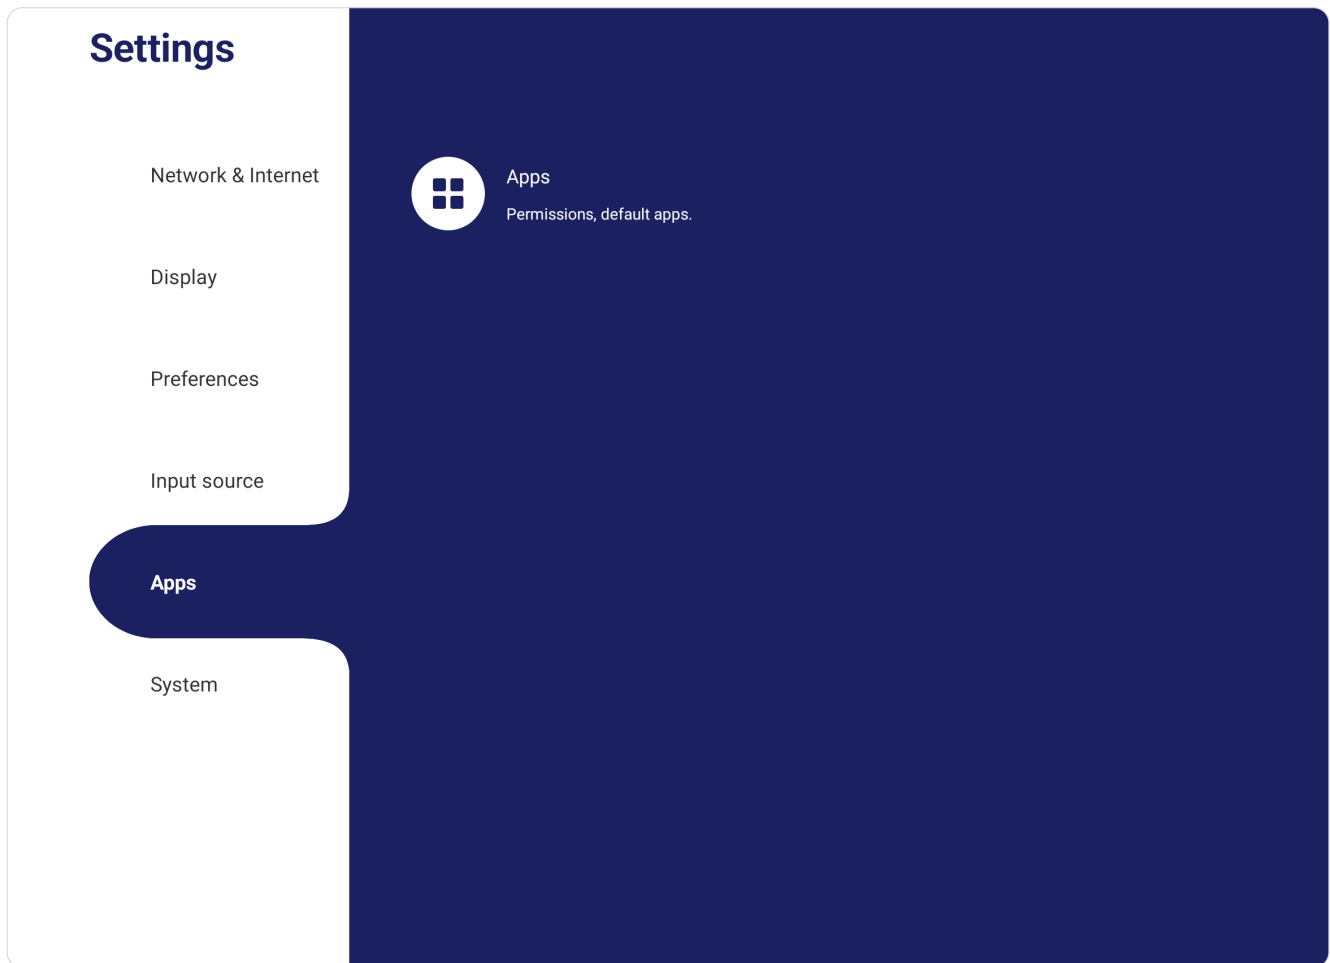 Settings
Network & Internet
Display
Preferences
Input source
Apps
System
Apps
Permissions, default apps.